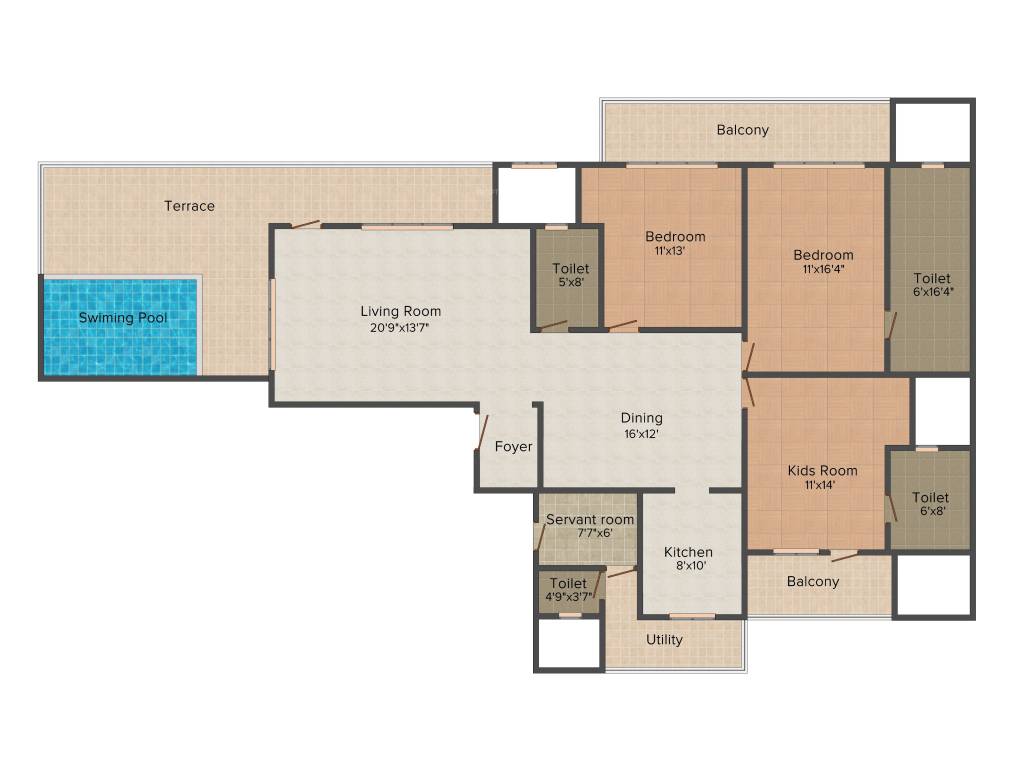 Balcony
Terrace
Bedroom
11'x13'
Bedroom
11'x16'4"
Toilet
5'x8'
Toilet
6'x16'4"
Living Room
20'9"x13'7"
Swiming Pool
Dining
16'x12'
Foyer
Kids Room
11'x14'
Toilet
6'x8'
Servant room
7'7"x6'
Kitchen
8'x10'
Toilet
4'9"x3'7"
Balcony
Utility